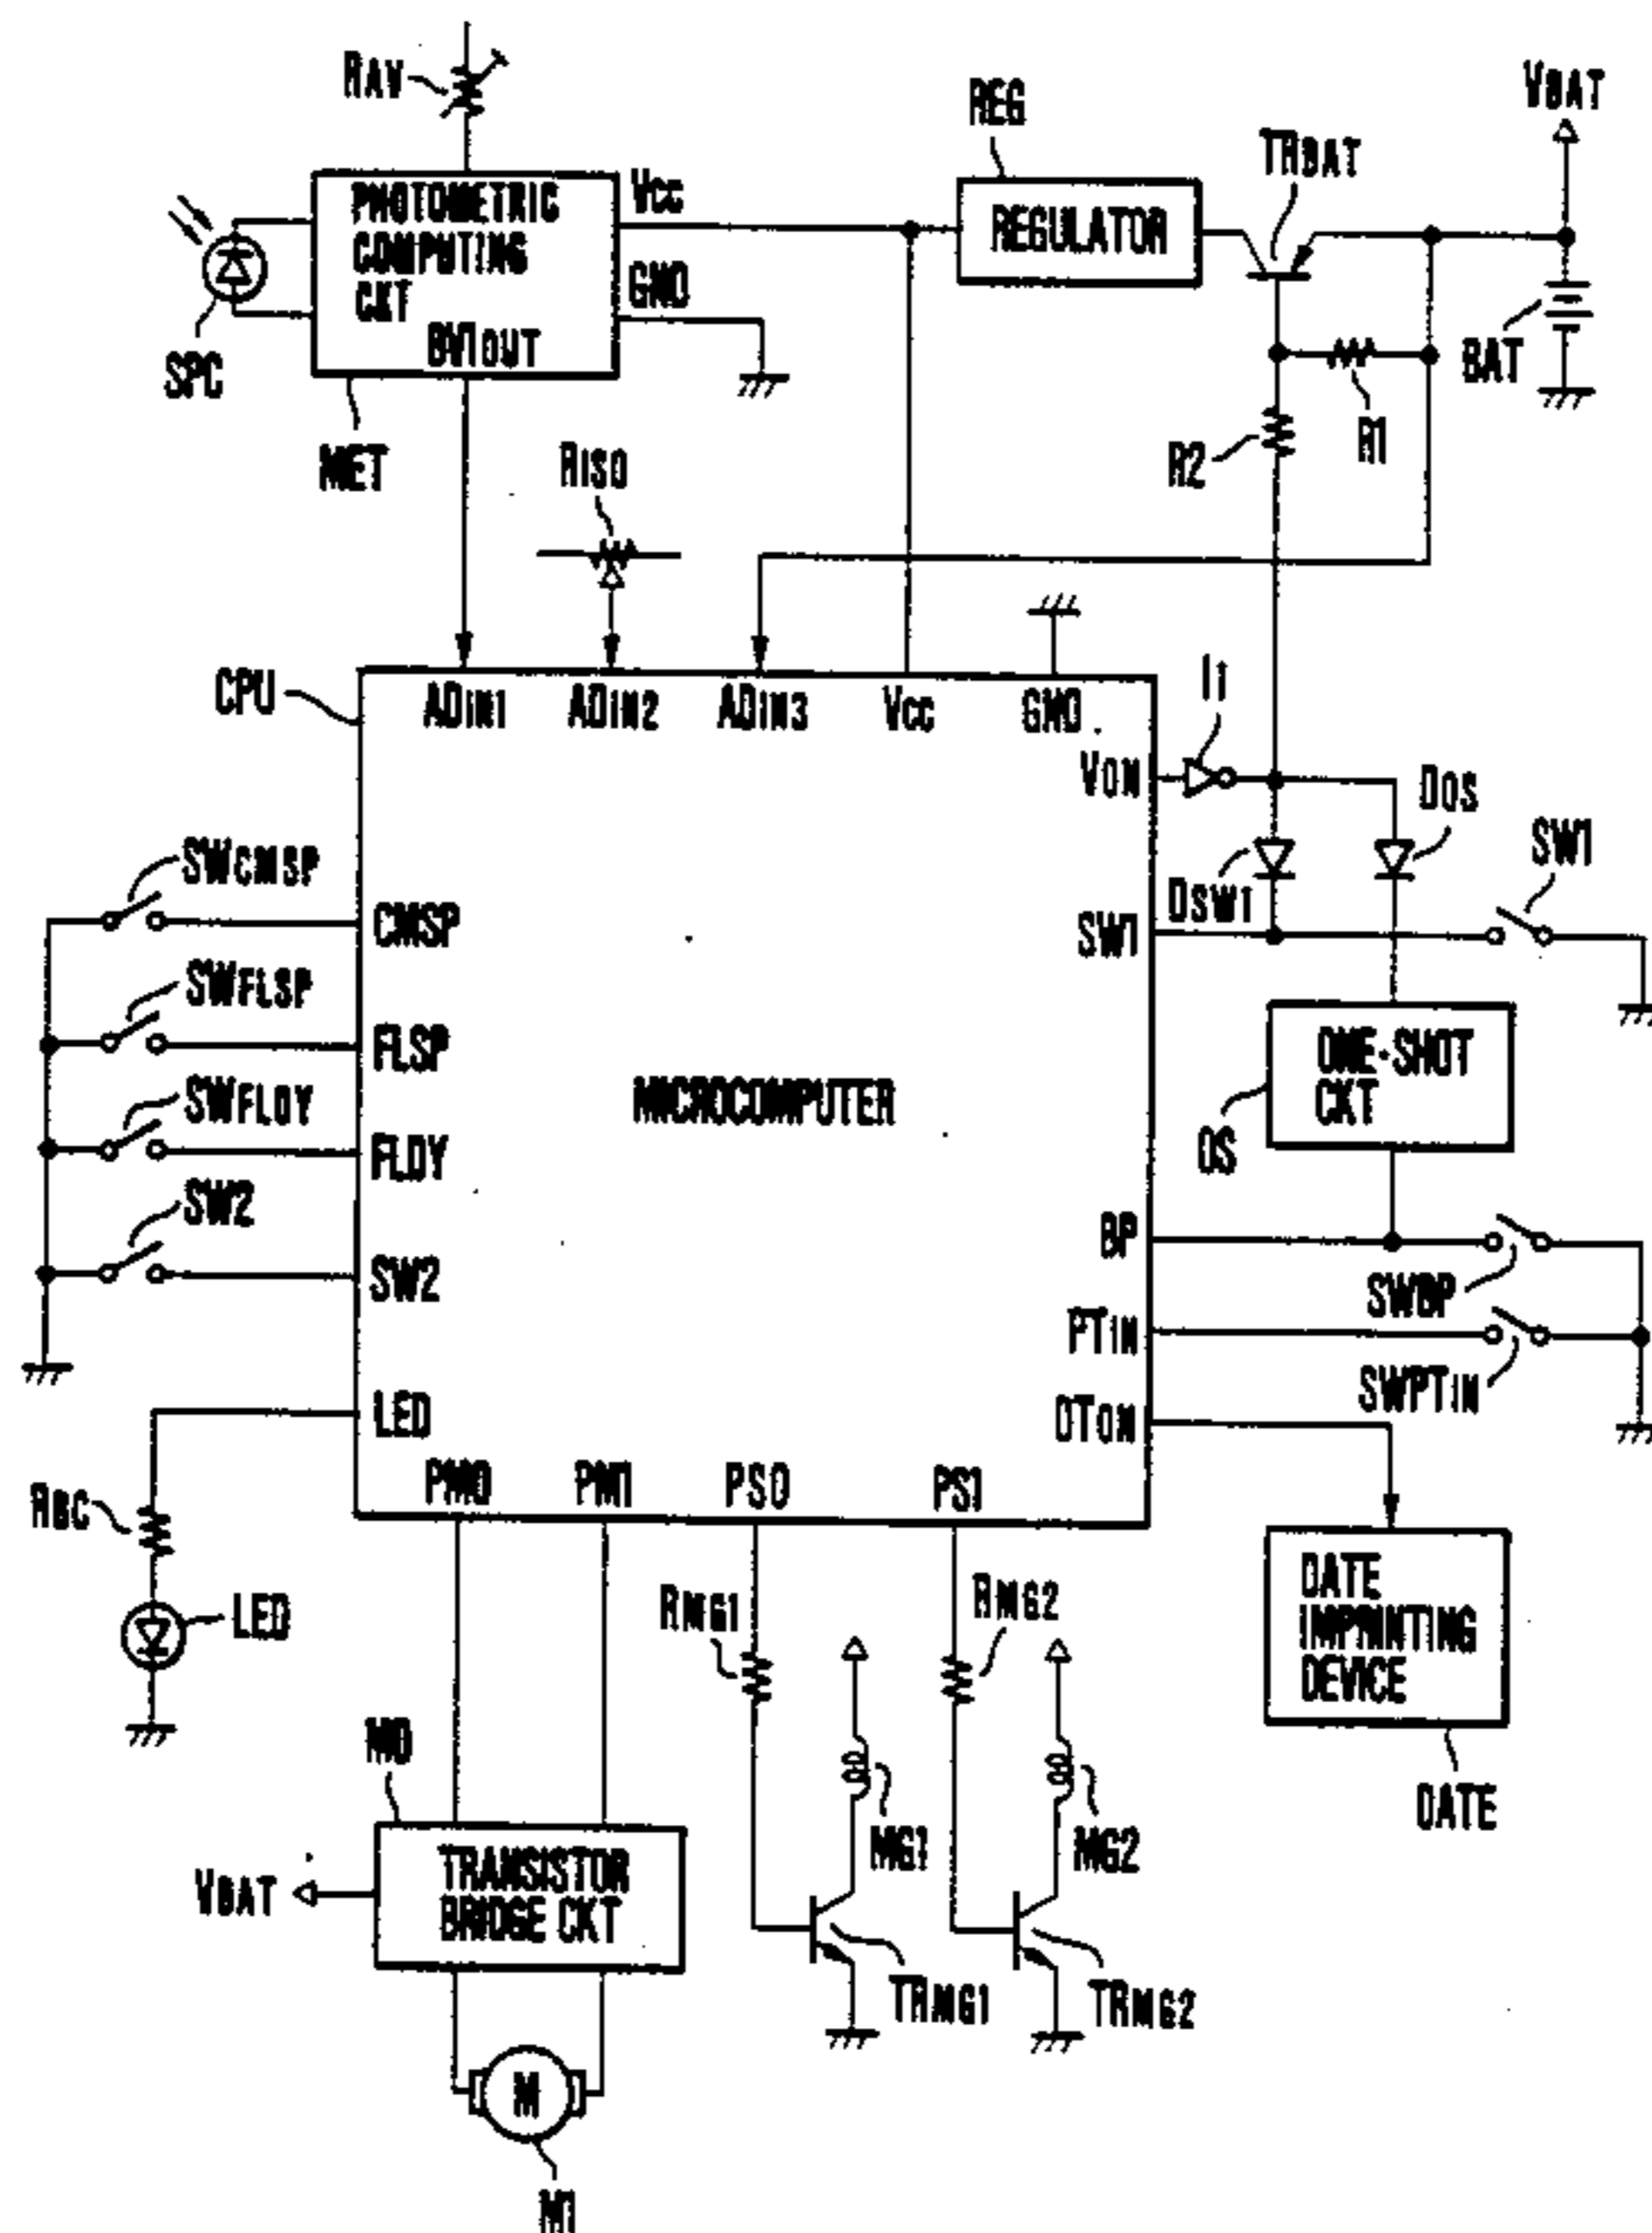 RAV
REG
VBAT
TRBAT
PHOTOMETRIC
COMPUTING
CKT
BV1OUT
VCC
GND
REGULATOR
SPC
MET
BAT
R1
R2
RISO
CPU
ADIN1
ADIN2
ADIN3
VCC
GND
I1
VON
DOS
SW1
DSW1
SWCMSP
CMSP
SW1
SWFLSP
FLSP
ONE-SHOT
CKT
MICROCOMPUTER
SWFLDY
FLDY
OS
SW2
SW2
BP
SWBP
PTIN
SWPTIN
LED
DTON
PM0
PM1
PS0
PS1
RBC
LED
RMG1
RMG2
DATE
IMPRINTING
DEVICE
DATE
MD
MG1
MG2
VBAT
TRANSISTOR
BRIDGE CKT
TRMG1
TRMG2
M
M1